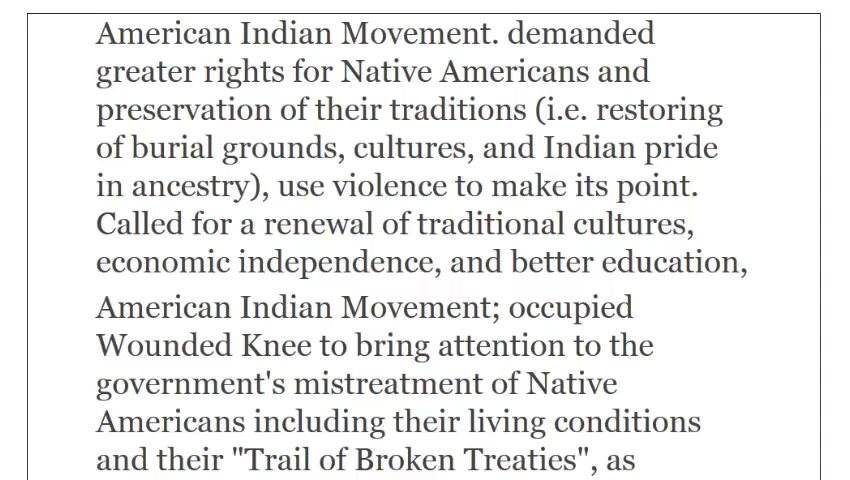 American Indian Movement. demanded
greater rights for Native Americans and
preservation of their traditions (i.e. restoring
of burial grounds, cultures, and Indian pride
in ancestry), use violence to make its point.
Called for a renewal of traditional cultures,
economic independence, and better education,
American Indian Movement; occupied
Wounded Knee to bring attention to the
government's mistreatment of Native
Americans including their living conditions
and their "Trail of Broken Treaties", as